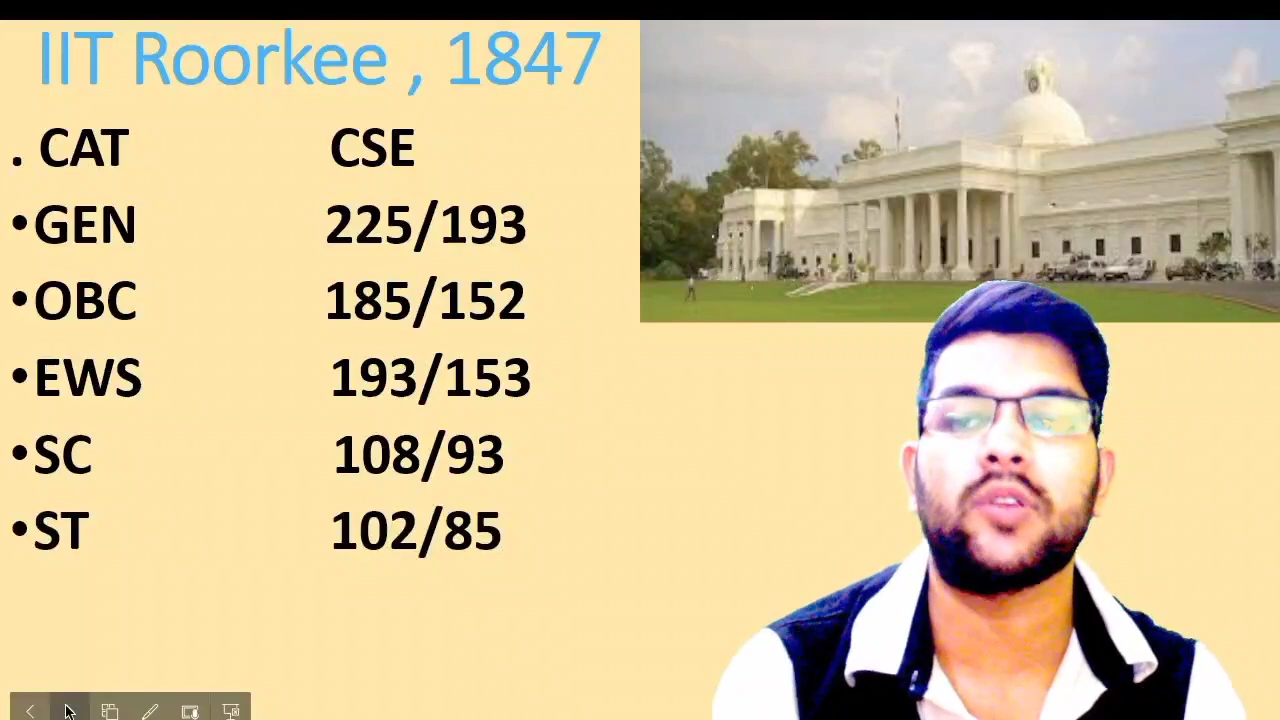 IIT Roorkee , 1847
. CAT CSE
•GEN 225/193
•OBC 185/152
•EWS 193/153
•SC 108/93
•ST 102/85